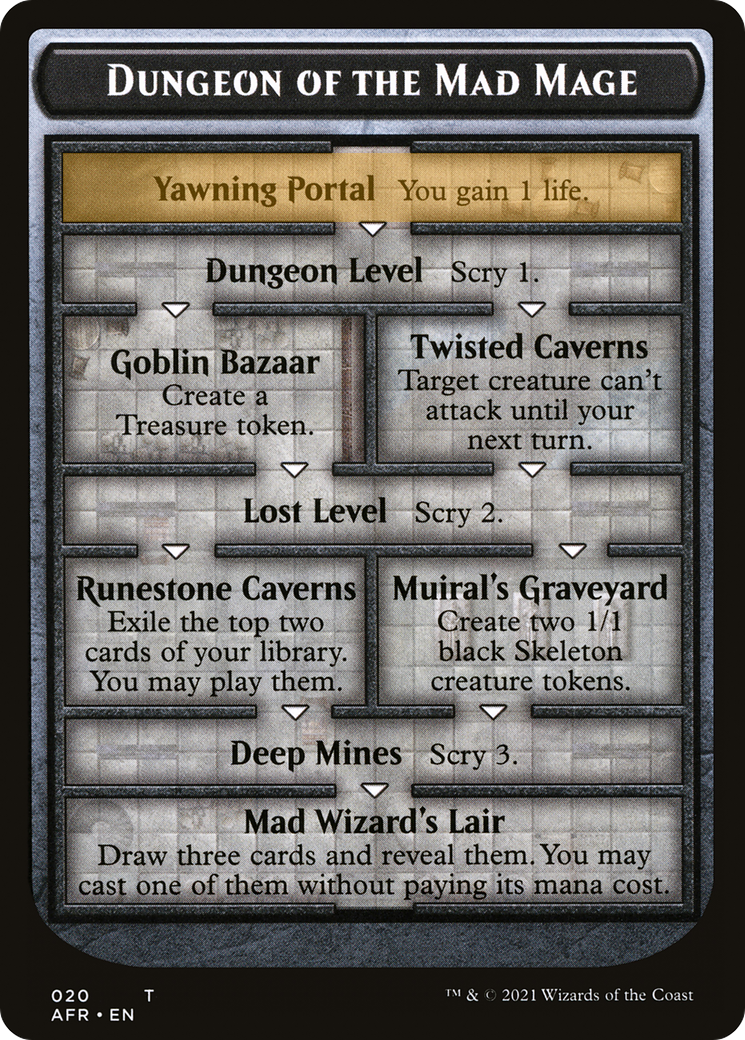 Dungeon of the Mad Mage
Yawning Portal You gain 1 life.
Dungeon Level Scry 1.
Goblin Bazaar
Create a
Treasure token.
Twisted Caverns
Target creature can't
attack until your
next turn.
Lost Level Scry 2.
Runestone Caverns
Exile the top two
cards of your library.
You may play them.
Muiral's Graveyard
Create two 1/1
black Skeleton
creature tokens.
Deep Mines Scry 3.
Mad Wizard's Lair
Draw three cards and reveal them. You may
cast one of them without paying its mana cost.
020 T
AFR • EN
™ & © 2021 Wizards of the Coast